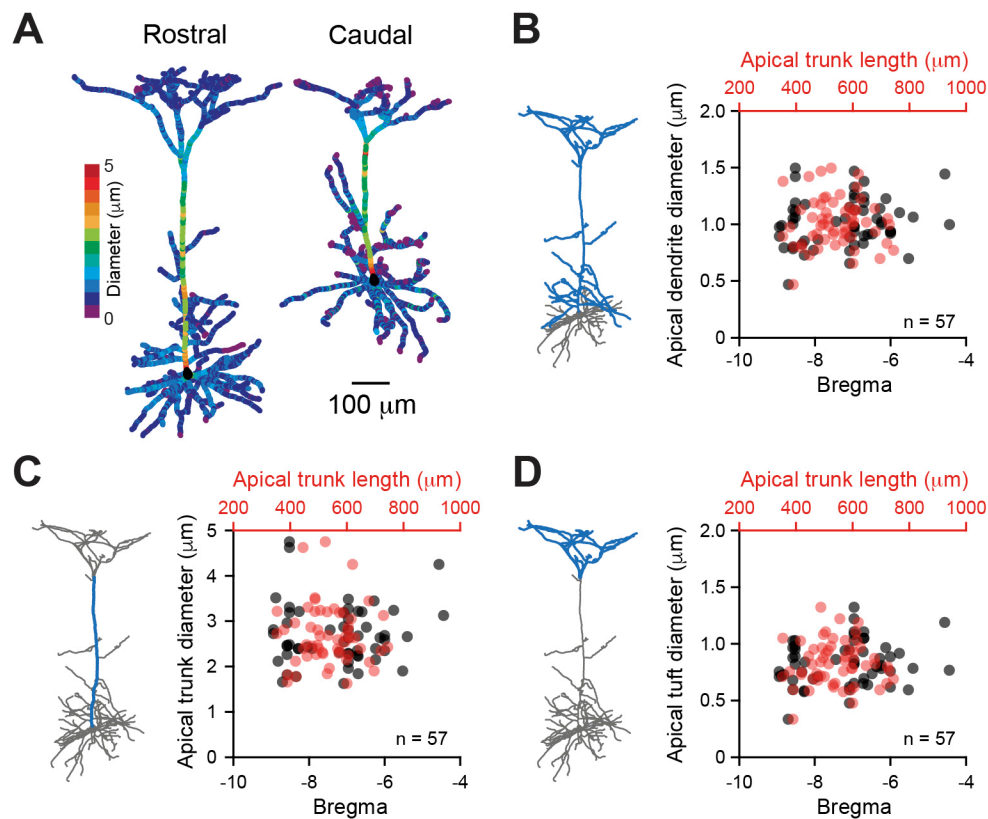 A
Rostral
Caudal
5
Diameter (μm)
0
100 μm
B
Apical trunk length (μm)
200 400 600 800 1000
2.0
1.5
1.0
0.5
0
Apical dendrite diameter (μm)
n = 57
-10 -8 -6 -4
Bregma
C
Apical trunk length (μm)
200 400 600 800 1000
5
4
3
2
1
0
Apical trunk diameter (μm)
n = 57
-10 -8 -6 -4
Bregma
D
Apical trunk length (μm)
200 400 600 800 1000
2.0
1.5
1.0
0.5
0
Apical tuft diameter (μm)
n = 57
-10 -8 -6 -4
Bregma